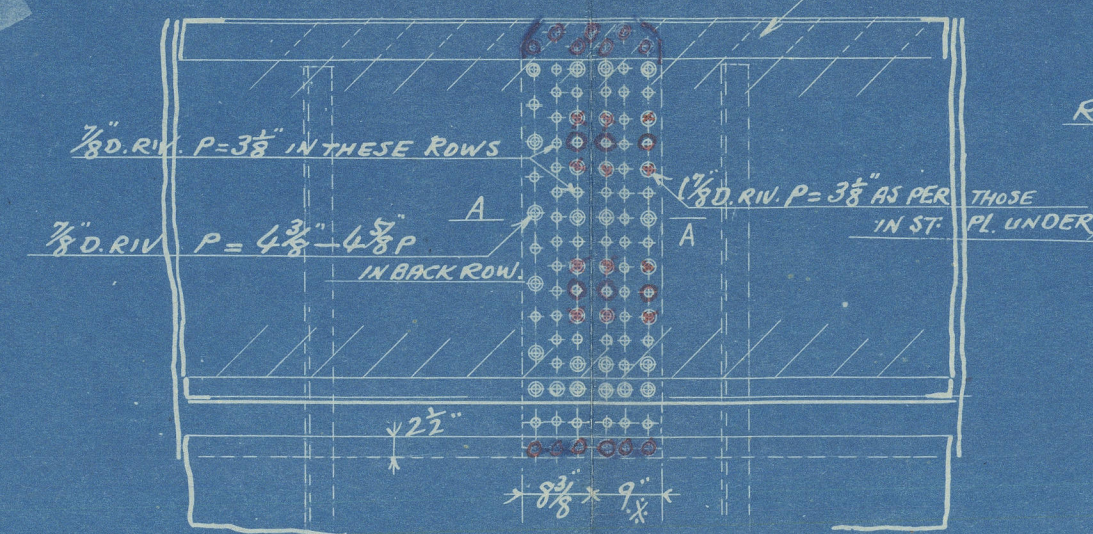 R
7/8" D. RIV. P=3 1/8" IN THESE ROWS
(1 7/8" D. RIV. P=3 1/8" AS PER THOSE
IN ST. PL. UNDER
A
A
7/8" D. RIV P = 4 3/8" - 4 5/8" P
IN BACK ROW.
2 1/2"
8 3/8" 9"